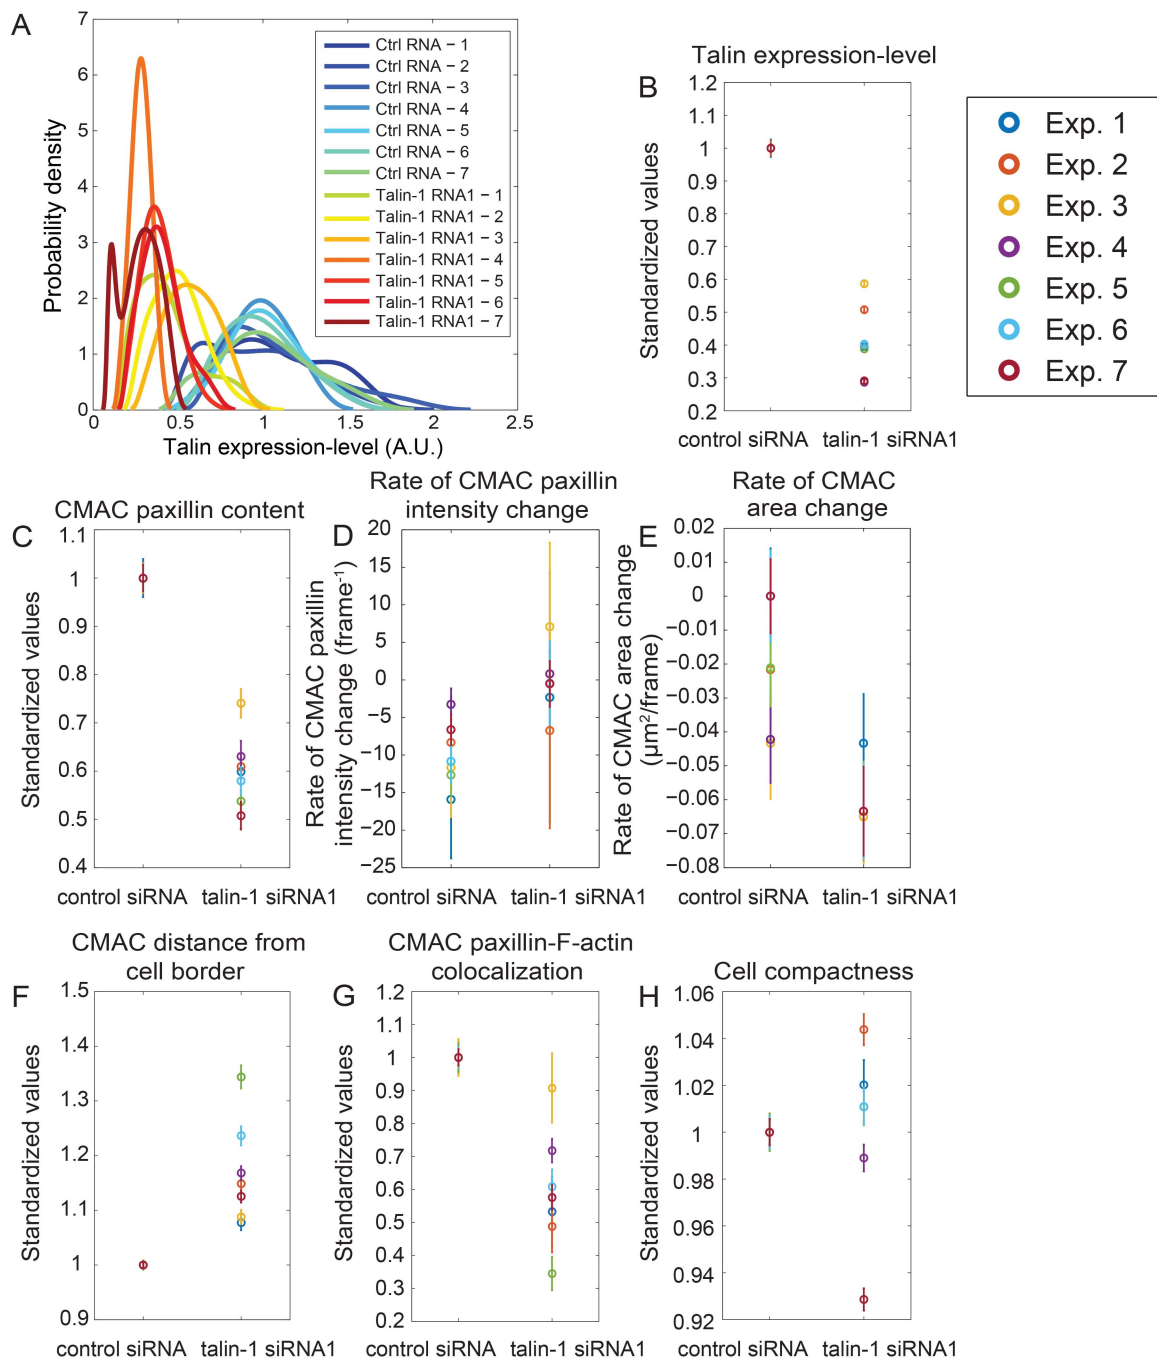 A
7
6
5
4
3
2
1
0
Probability density
0
0.5
1
1.5
2
2.5
Talin expression-level (A.U.)
Ctrl RNA – 1
Ctrl RNA – 2
Ctrl RNA – 3
Ctrl RNA – 4
Ctrl RNA – 5
Ctrl RNA – 6
Ctrl RNA – 7
Talin-1 RNA1 – 1
Talin-1 RNA1 – 2
Talin-1 RNA1 – 3
Talin-1 RNA1 – 4
Talin-1 RNA1 – 5
Talin-1 RNA1 – 6
Talin-1 RNA1 – 7
B
Talin expression-level
Standardized values
1.2
1.1
1
0.9
0.8
0.7
0.6
0.5
0.4
0.3
0.2
control siRNA
talin-1 siRNA1
Exp. 1
Exp. 2
Exp. 3
Exp. 4
Exp. 5
Exp. 6
Exp. 7
C
CMAC paxillin content
Standardized values
1.1
1
0.9
0.8
0.7
0.6
0.5
0.4
control siRNA
talin-1 siRNA1
D
Rate of CMAC paxillin
intensity change
Rate of CMAC paxillin
intensity change (frame⁻¹)
20
15
10
5
0
−5
−10
−15
−20
−25
control siRNA
talin-1 siRNA1
E
Rate of CMAC
area change
Rate of CMAC area change
(µm²/frame)
0.02
0.01
0
−0.01
−0.02
−0.03
−0.04
−0.05
−0.06
−0.07
−0.08
control siRNA
talin-1 siRNA1
F
CMAC distance from
cell border
Standardized values
1.5
1.4
1.3
1.2
1.1
1
0.9
control siRNA
talin-1 siRNA1
G
CMAC paxillin-F-actin
colocalization
Standardized values
1.2
1.1
1
0.9
0.8
0.7
0.6
0.5
0.4
0.3
0.2
control siRNA
talin-1 siRNA1
H
Cell compactness
Standardized values
1.06
1.04
1.02
1
0.98
0.96
0.94
0.92
control siRNA
talin-1 siRNA1